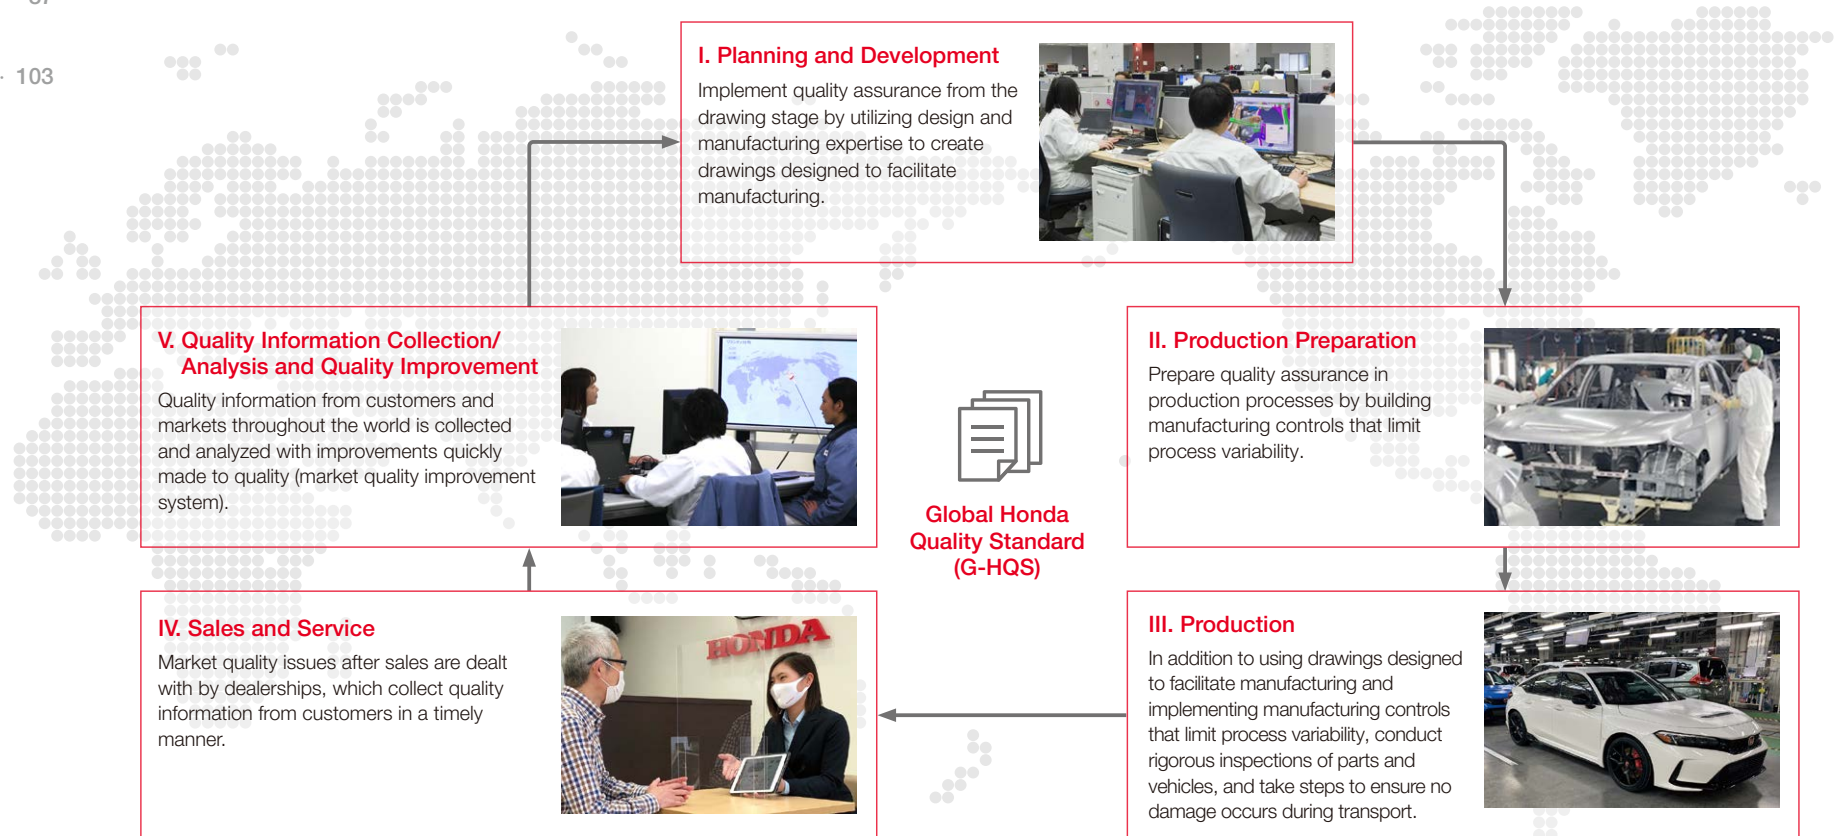 103
I. Planning and Development
Implement quality assurance from the
drawing stage by utilizing design and
manufacturing expertise to create
drawings designed to facilitate
manufacturing.
V. Quality Information Collection/
Analysis and Quality Improvement
Quality information from customers and
markets throughout the world is collected
and analyzed with improvements quickly
made to quality (market quality improvement
system).
II. Production Preparation
Prepare quality assurance in
production processes by building
manufacturing controls that limit
process variability.
Global Honda
Quality Standard
(G-HQS)
IV. Sales and Service
Market quality issues after sales are dealt
with by dealerships, which collect quality
information from customers in a timely
manner.
HONDA
III. Production
In addition to using drawings designed
to facilitate manufacturing and
implementing manufacturing controls
that limit process variability, conduct
rigorous inspections of parts and
vehicles, and take steps to ensure no
damage occurs during transport.